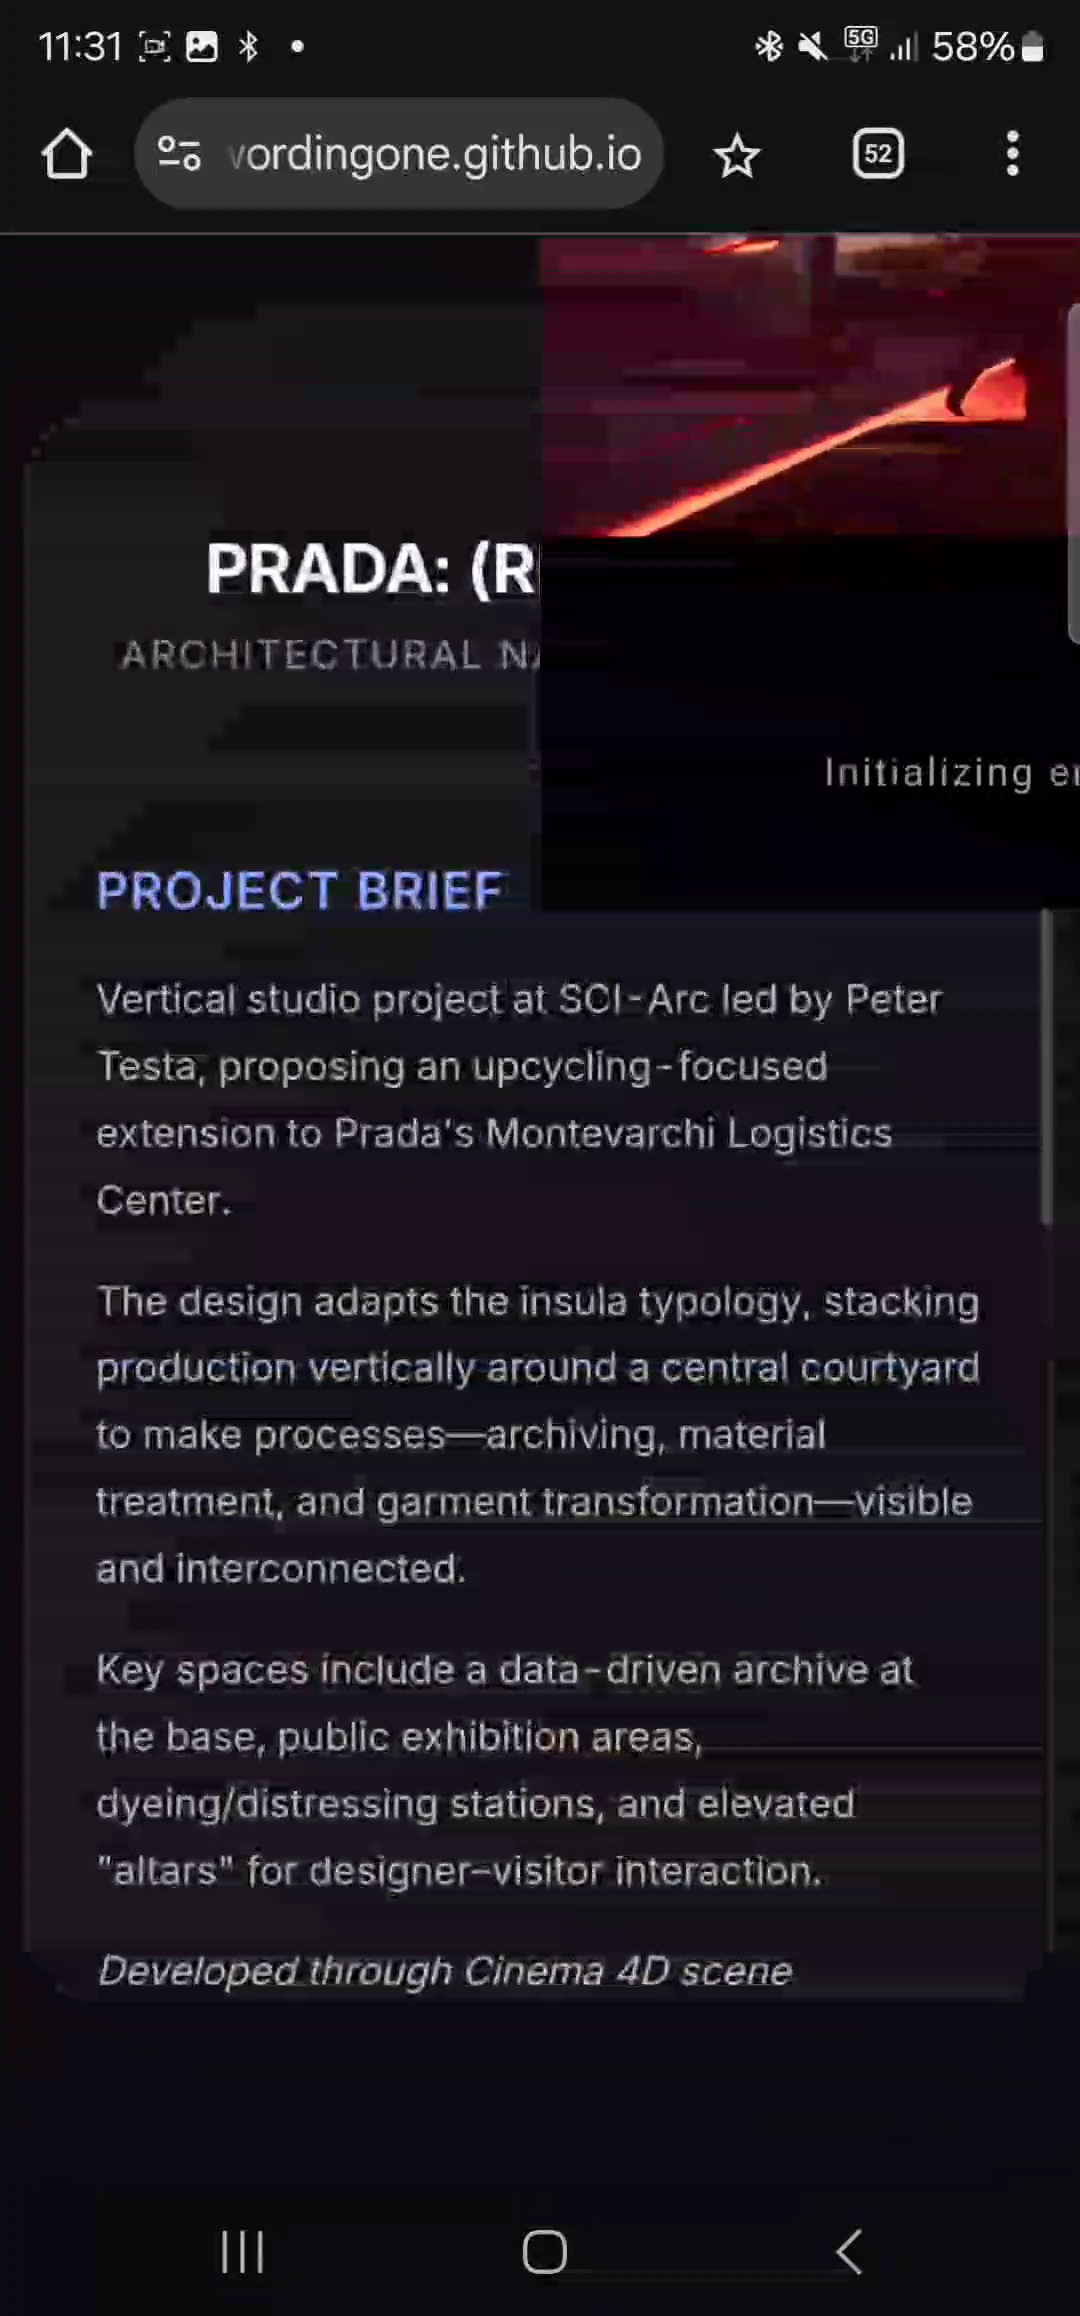 11:31
5G
58%
vordingone.github.io
52
PRADA: (R
ARCHITECTURAL NA
Initializing
PROJECT BRIEF
Vertical studio project at SCI-Arc led by Peter
Testa, proposing an upcycling-focused
extension to Prada's Montevarchi Logistics
Center.
The design adapts the insula typology, stacking
production vertically around a central courtyard
to make processes—archiving, material
treatment, and garment transformation—visible
and interconnected.
Key spaces include a data-driven archive at
the base, public exhibition areas,
dyeing/distressing stations, and elevated
"altars" for designer–visitor interaction.
Developed through Cinema 4D scene